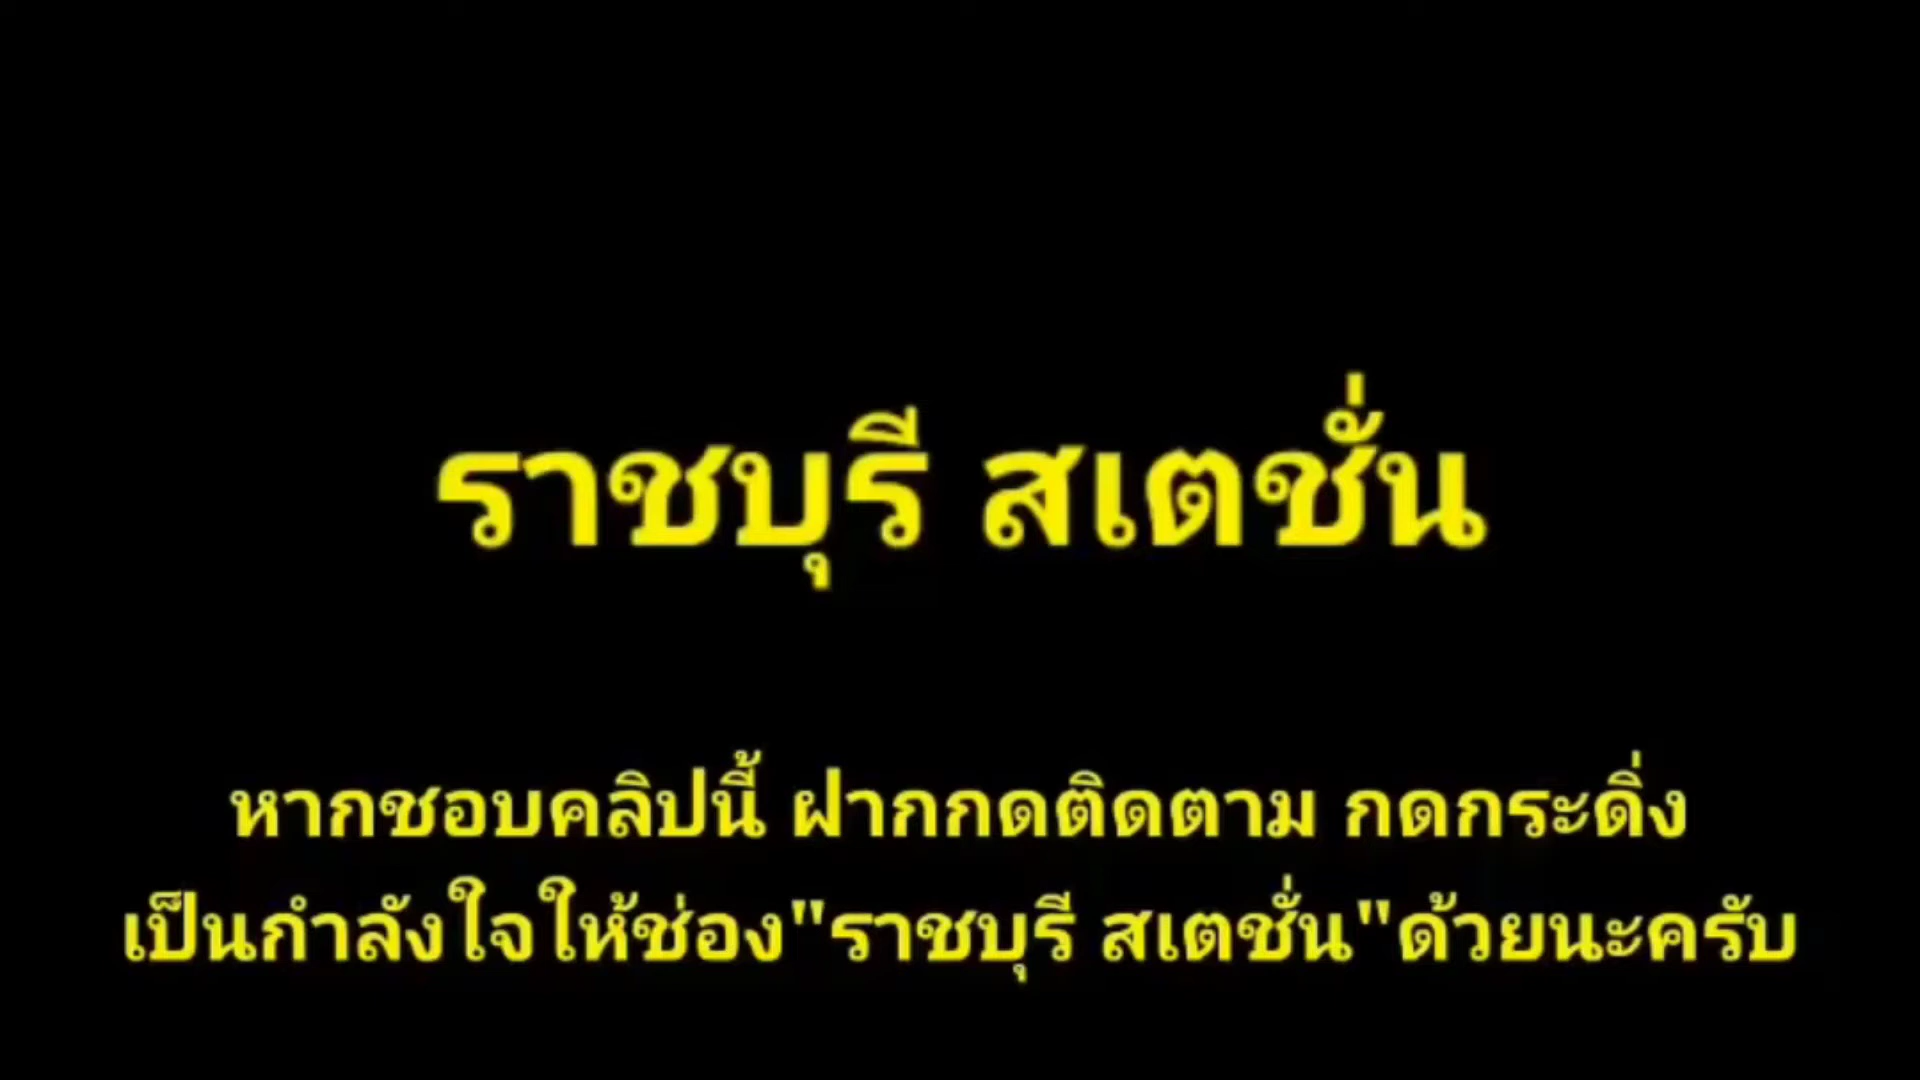 ราชบุรี สเตชั่น
หากชอบคลิปนี้ ฝากกดติดตาม กดกระดิ่ง
เป็นกำลังใจให้ช่อง"ราชบุรี สเตชั่น"ด้วยนะครับ